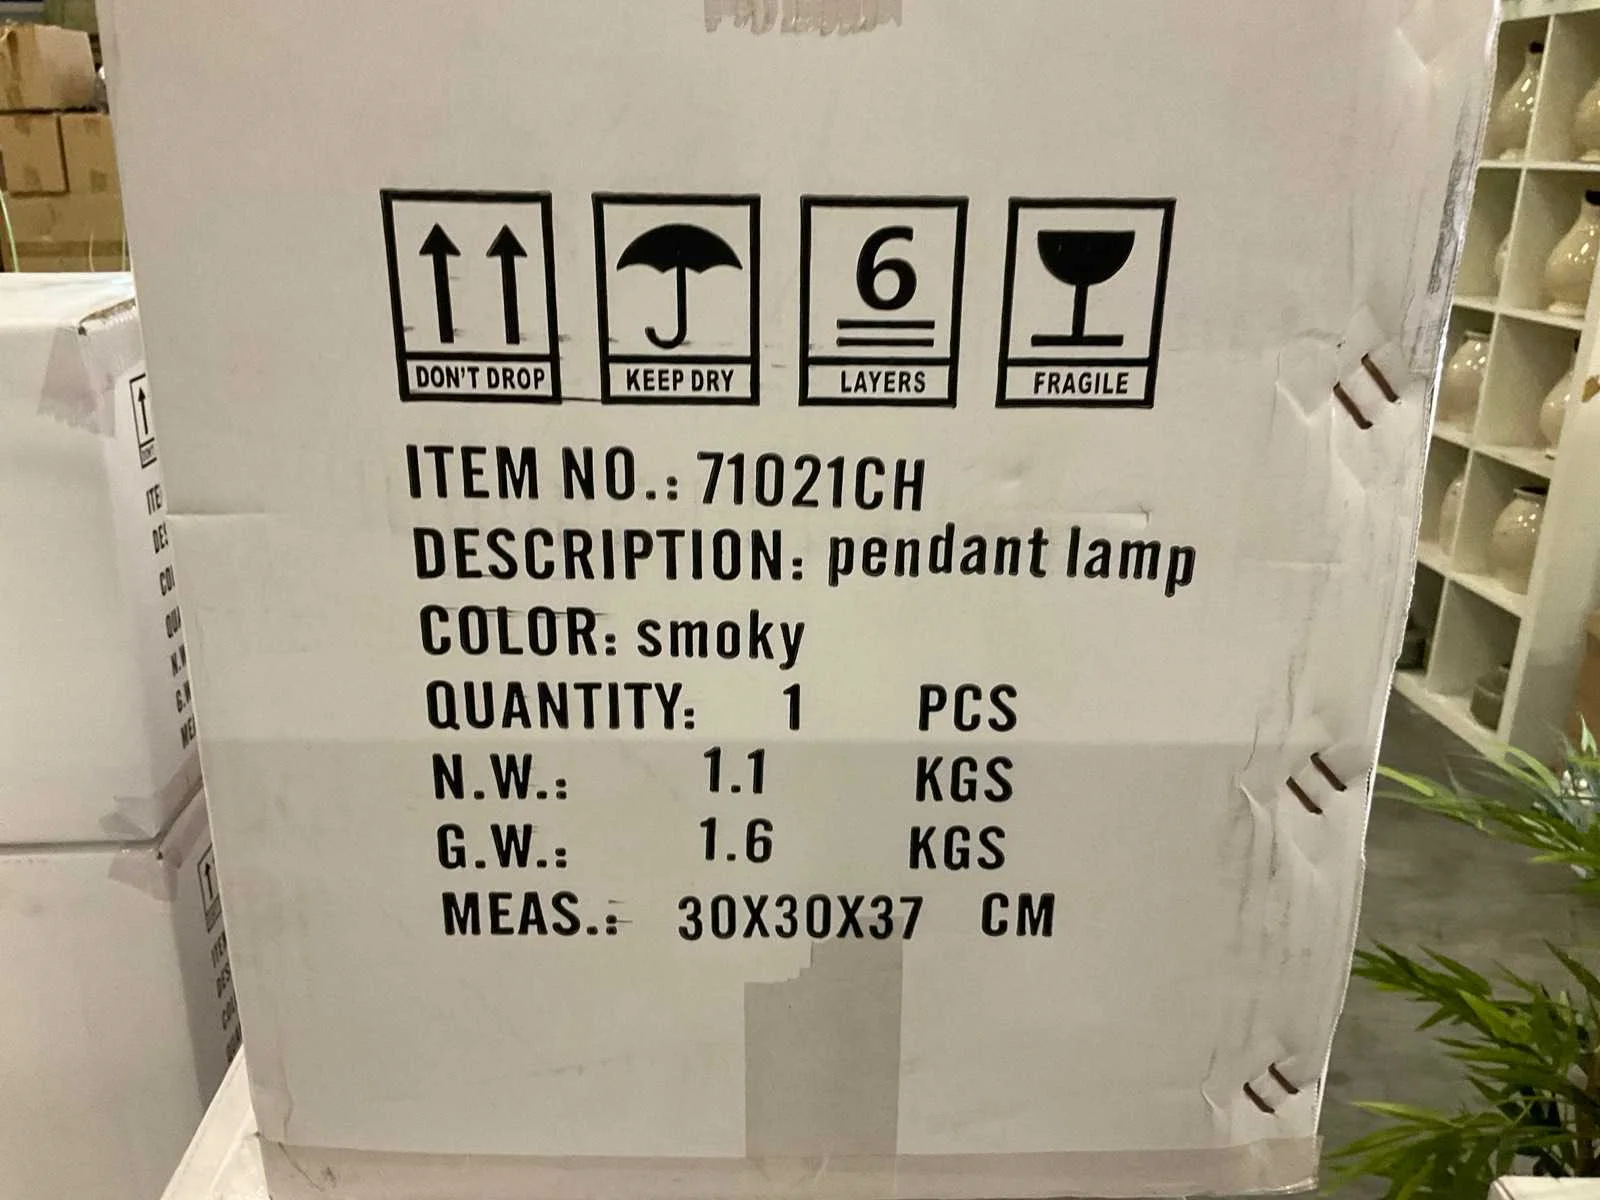 DON'T DROP
KEEP DRY
6
LAYERS
FRAGILE
ITEM NO.: 71021CH
DESCRIPTION: pendant lamp
COLOR: smoky
QUANTITY: 1 PCS
N.W.: 1.1 KGS
G.W.: 1.6 KGS
MEAS.: 30X30X37 CM